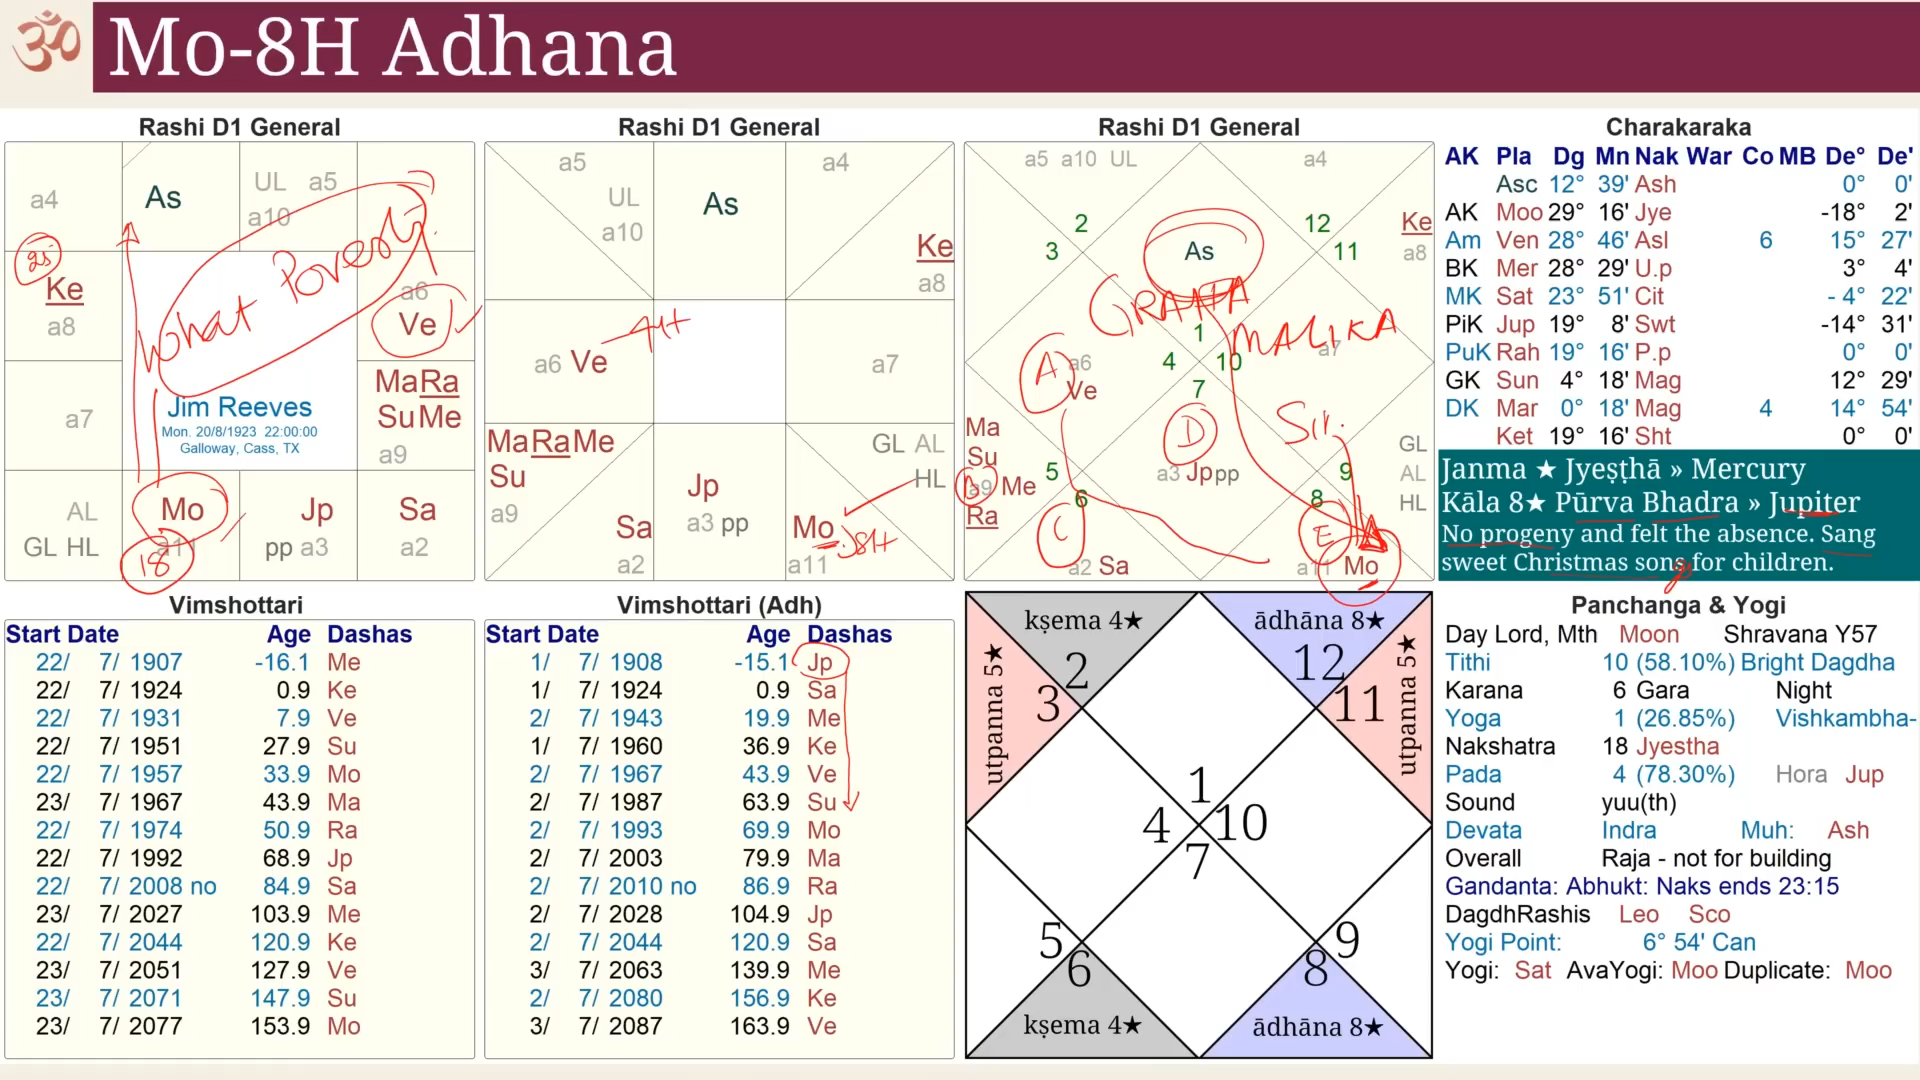 ॐ
Mo-8H Adhana
Rashi D1 General
a4 As UL a5
a10
25
Ke
a8
What Poverty.
a6
Ve
a7
Jim Reeves
Mon. 20/8/1923 22:00:00
Galloway, Cass, TX
Ma Ra
Su Me
a9
AL Mo Jp Sa
GL HL a11 pp a3 a2
18
Rashi D1 General
a5 a4
UL
a10
As
Ke
a8
a6 Ve 4H
a7
Ma Ra Me
Su
a9
GL AL
HL
Jp
a3 pp
Sa
a2
Mo 8H
a11
Rashi D1 General
a5 a10 UL a4
2 12 Ke
3 As 11 a8
GRAHA
MALIKA
1
A a6 4 10 a7
Ve 7
Ma D
Su GL
a9 Me 5 a3 Jp pp 9 AL
Ra 6 8 HL
C E
a2 Sa a11 Mo
Charakaraka
AK Pla Dg Mn Nak War Co MB De° De'
Asc 12° 39' Ash 0° 0'
AK Moo 29° 16' Jye -18° 2'
Am Ven 28° 46' Asl 6 15° 27'
BK Mer 28° 29' U.p 3° 4'
MK Sat 23° 51' Cit - 4° 22'
PiK Jup 19° 8' Swt -14° 31'
PuK Rah 19° 16' P.p 0° 0'
GK Sun 4° 18' Mag 12° 29'
DK Mar 0° 18' Mag 4 14° 54'
Ket 19° 16' Sht 0° 0'
Janma ★ Jyeṣṭhā » Mercury
Kāla 8★ Pūrva Bhadra » Jupiter
No progeny and felt the absence. Sang
sweet Christmas song for children.
Vimshottari
Start Date Age Dashas
22/ 7/ 1907 -16.1 Me
22/ 7/ 1924 0.9 Ke
22/ 7/ 1931 7.9 Ve
22/ 7/ 1951 27.9 Su
22/ 7/ 1957 33.9 Mo
23/ 7/ 1967 43.9 Ma
22/ 7/ 1974 50.9 Ra
22/ 7/ 1992 68.9 Jp
22/ 7/ 2008 no 84.9 Sa
23/ 7/ 2027 103.9 Me
22/ 7/ 2044 120.9 Ke
23/ 7/ 2051 127.9 Ve
23/ 7/ 2071 147.9 Su
23/ 7/ 2077 153.9 Mo
Vimshottari (Adh)
Start Date Age Dashas
1/ 7/ 1908 -15.1 Jp
1/ 7/ 1924 0.9 Sa
2/ 7/ 1943 19.9 Me
1/ 7/ 1960 36.9 Ke
2/ 7/ 1967 43.9 Ve
2/ 7/ 1987 63.9 Su
2/ 7/ 1993 69.9 Mo
2/ 7/ 2003 79.9 Ma
2/ 7/ 2010 no 86.9 Ra
2/ 7/ 2028 104.9 Jp
2/ 7/ 2044 120.9 Sa
3/ 7/ 2063 139.9 Me
2/ 7/ 2080 156.9 Ke
3/ 7/ 2087 163.9 Ve
kṣema 4★ ādhāna 8★
utpanna 5★ 2 12 utpanna 5★
3 11
1
4 10
7
5 9
6 8
kṣema 4★ ādhāna 8★
Panchanga & Yogi
Day Lord, Mth Moon Shravana Y57
Tithi 10 (58.10%) Bright Dagdha
Karana 6 Gara Night
Yoga 1 (26.85%) Vishkambha-
Nakshatra 18 Jyestha
Pada 4 (78.30%) Hora Jup
Sound yuu(th)
Devata Indra Muh: Ash
Overall Raja - not for building
Gandanta: Abhukt: Naks ends 23:15
DagdhRashis Leo Sco
Yogi Point: 6° 54' Can
Yogi: Sat AvaYogi: Moo Duplicate: Moo